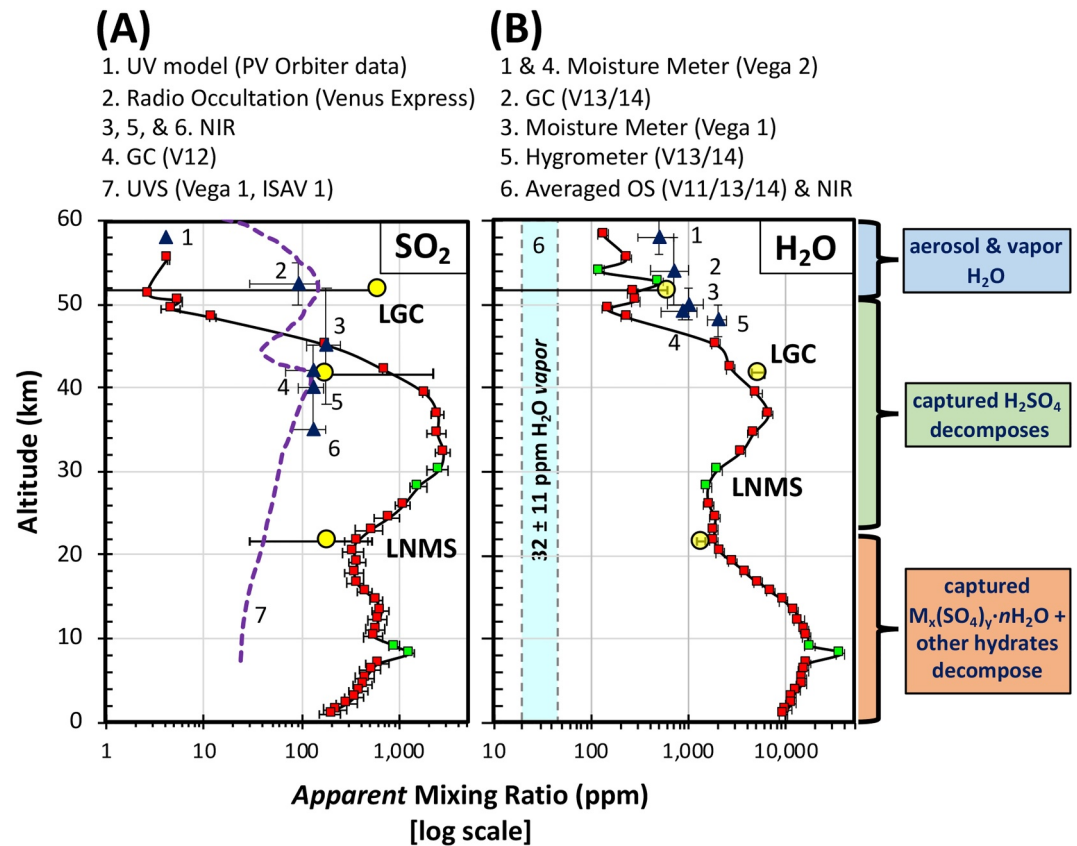 (A)
1. UV model (PV Orbiter data)
2. Radio Occultation (Venus Express)
3, 5, & 6. NIR
4. GC (V12)
7. UVS (Vega 1, ISAV 1)
(B)
1 & 4. Moisture Meter (Vega 2)
2. GC (V13/14)
3. Moisture Meter (Vega 1)
5. Hygrometer (V13/14)
6. Averaged OS (V11/13/14) & NIR
Altitude (km)
60
50
40
30
20
10
0
SO₂
1
2
LGC
3
4
5
6
LNMS
7
1
10
100
1,000
H₂O
6
1
2
3
4
5
LGC
LNMS
32 ± 11 ppm H₂O vapor
10
100
1,000
10,000
Apparent Mixing Ratio (ppm)
[log scale]
aerosol & vapor
H₂O
captured H₂SO₄
decomposes
captured
Mₓ(SO₄)ᵧ·nH₂O +
other hydrates
decompose